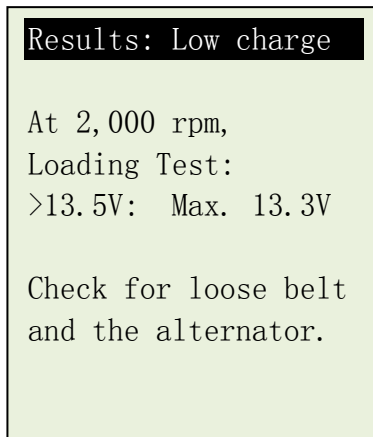 Results: Low charge
At 2,000 rpm,
Loading Test:
>13.5V: Max. 13.3V
Check for loose belt
and the alternator.